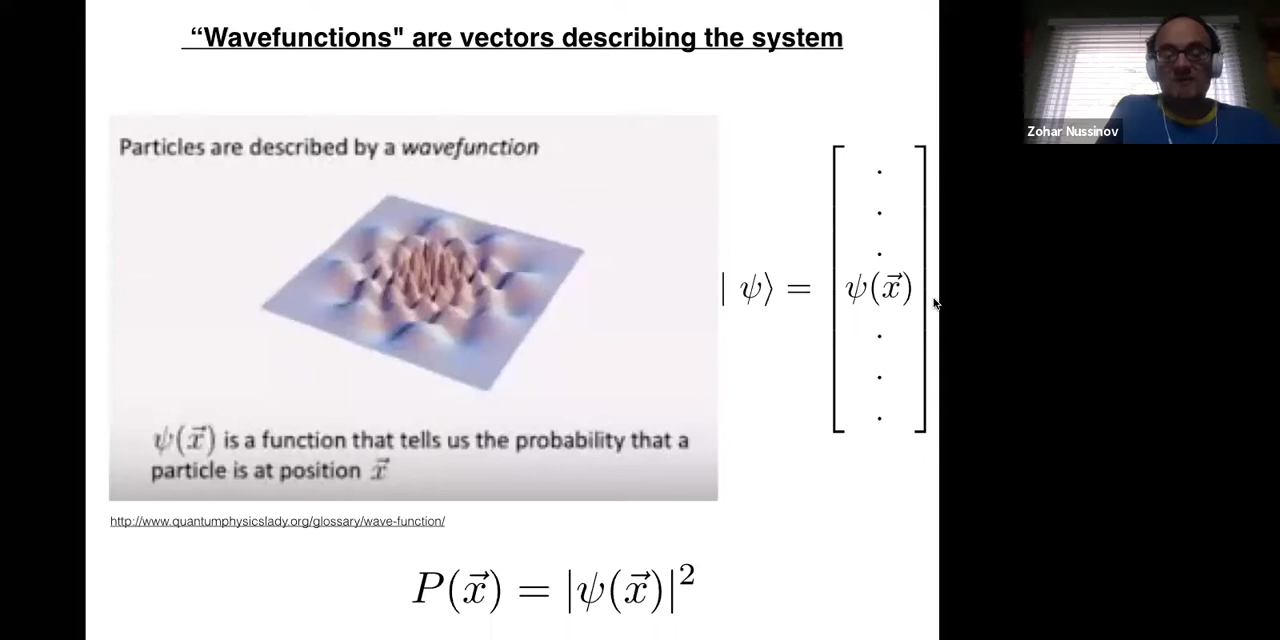 “Wavefunctions" are vectors describing the system
Zohar Nussinov
Particles are described by a wavefunction
| ψ⟩ = [ . . . ψ(x⃗) . . . ]
ψ(x⃗) is a function that tells us the probability that a
particle is at position x⃗
http://www.quantumphysicslady.org/glossary/wave-function/
P(x⃗) = |ψ(x⃗)|²